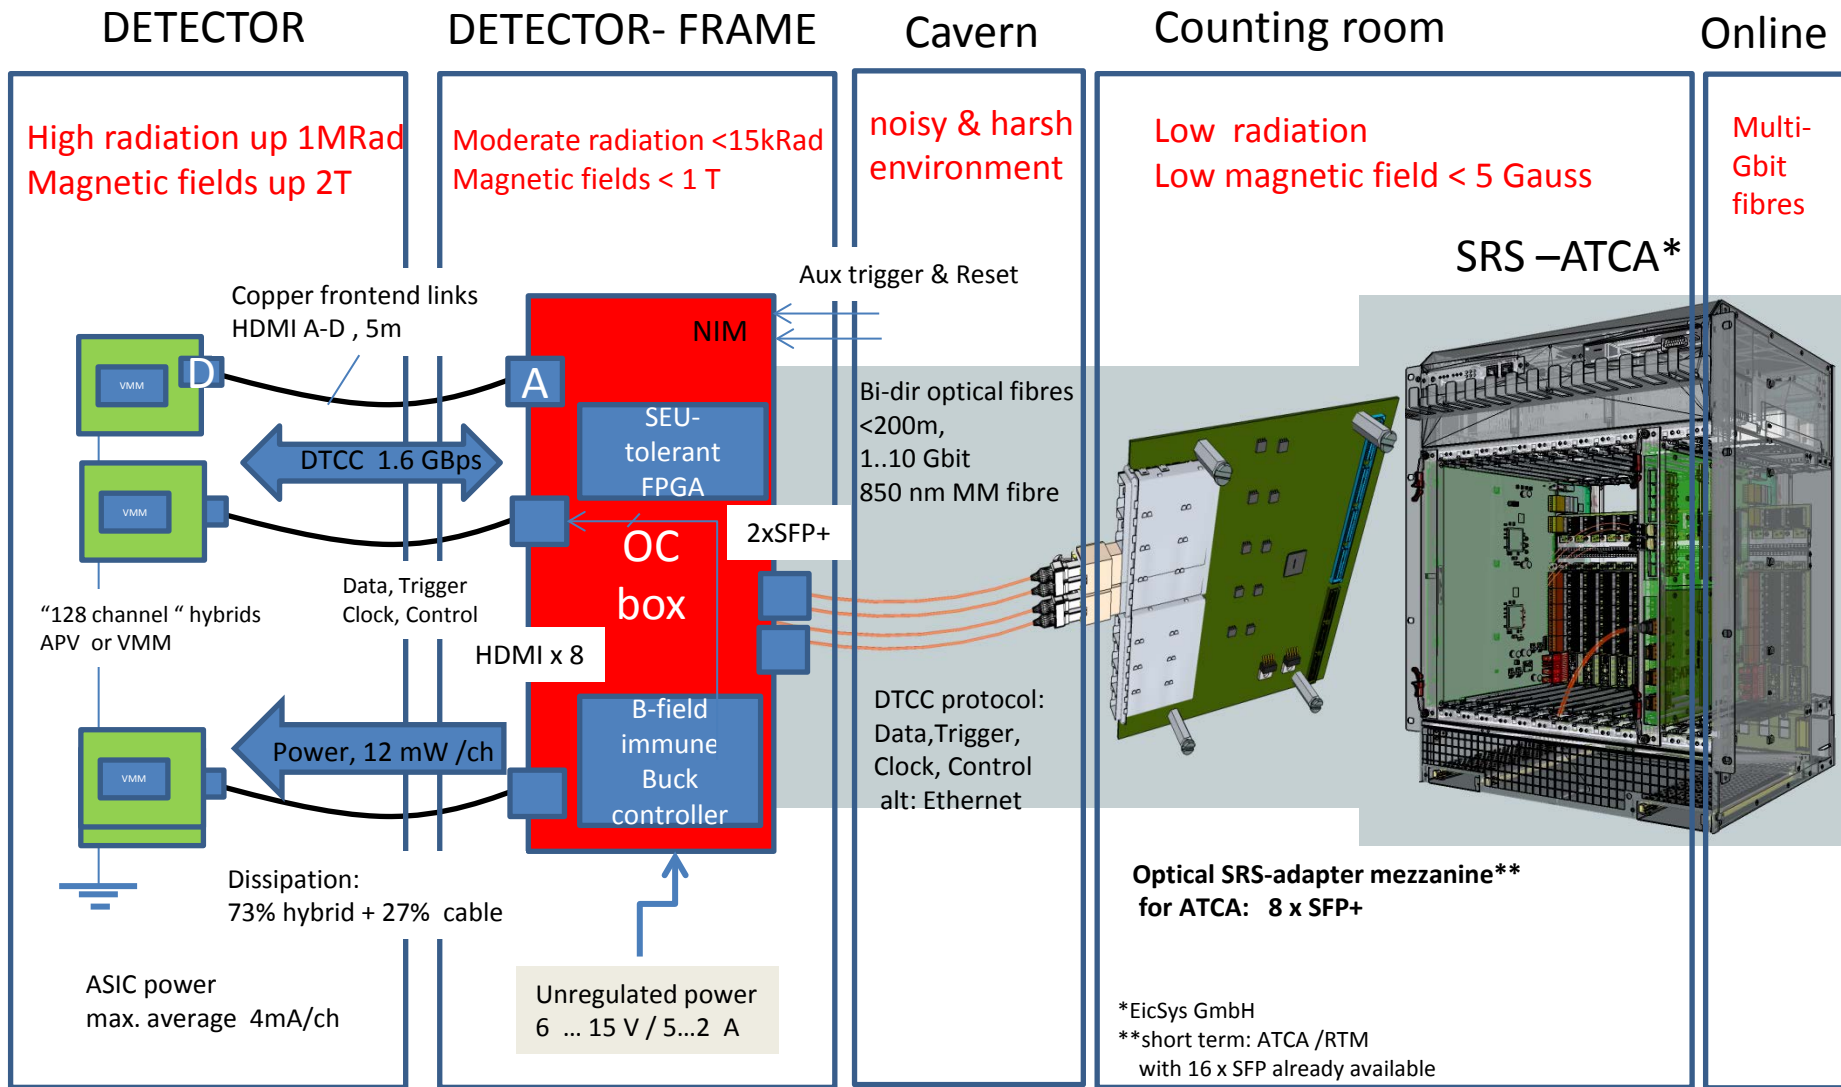 DETECTOR
DETECTOR- FRAME
Cavern
Counting room
Online
High radiation up 1MRad
Magnetic fields up 2T
Moderate radiation <15kRad
Magnetic fields < 1 T
noisy & harsh
environment
Low  radiation
Low magnetic field < 5 Gauss
Multi-
Gbit
fibres
SRS –ATCA*
Aux trigger & Reset
Copper frontend links
HDMI A-D , 5m
NIM
VMM
D
A
Bi-dir optical fibres
<200m,
1..10 Gbit
850 nm MM fibre
SEU-
tolerant
FPGA
DTCC  1.6 GBps
VMM
2xSFP+
OC
box
Data, Trigger
Clock, Control
“128 channel “ hybrids
APV  or VMM
HDMI x 8
DTCC protocol:
Data,Trigger,
Clock, Control
alt: Ethernet
B-field
immune
Buck
controller
Power, 12 mW /ch
VMM
Dissipation:
73% hybrid + 27%  cable
Optical SRS-adapter mezzanine**
for ATCA:   8 x SFP+
ASIC power
max. average  4mA/ch
Unregulated power
6  ... 15 V / 5...2  A
*EicSys GmbH
**short term: ATCA /RTM
with 16 x SFP already available